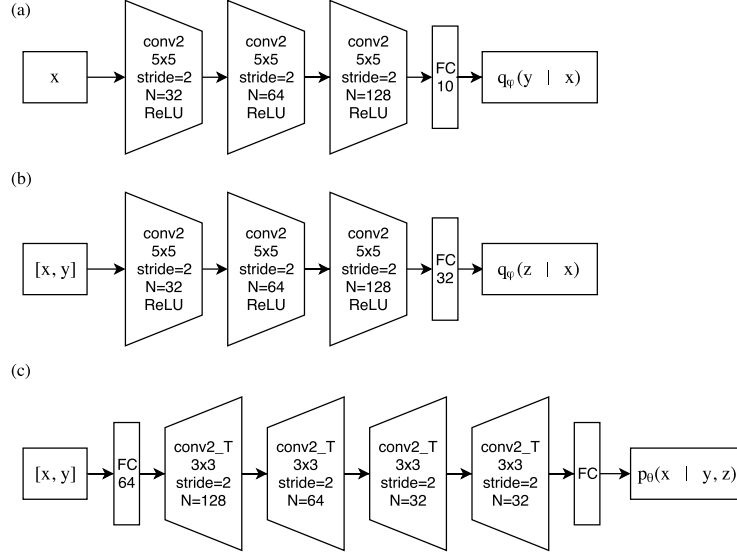 (a)
x
conv2
5x5
stride=2
N=32
ReLU
conv2
5x5
stride=2
N=64
ReLU
conv2
5x5
stride=2
N=128
ReLU
FC
10
qφ(y | x)
(b)
[x, y]
conv2
5x5
stride=2
N=32
ReLU
conv2
5x5
stride=2
N=64
ReLU
conv2
5x5
stride=2
N=128
ReLU
FC
32
qφ(z | x)
(c)
[x, y]
FC
64
conv2_T
3x3
stride=2
N=128
conv2_T
3x3
stride=2
N=64
conv2_T
3x3
stride=2
N=32
conv2_T
3x3
stride=2
N=32
FC
pθ(x | y, z)